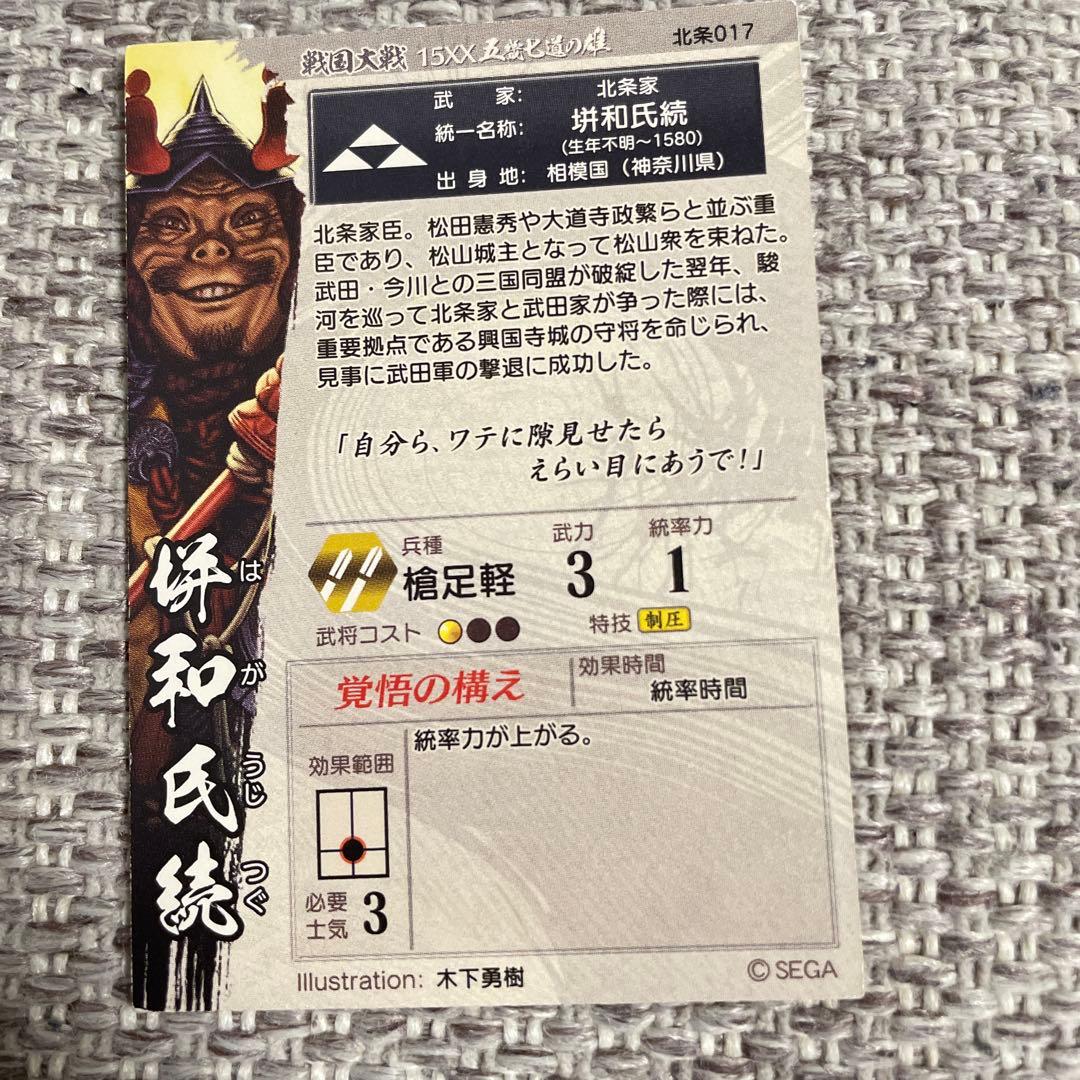 戦国大戦 15XX 五畿七道の雄
北条017
武家: 北条家
統一名称: 垪和氏続
(生年不明～1580)
出身地: 相模国(神奈川県)
北条家臣。松田憲秀や大道寺政繁らと並ぶ重
臣であり、松山城主となって松山衆を束ねた。
武田・今川との三国同盟が破綻した翌年、駿
河を巡って北条家と武田家が争った際には、
重要拠点である興国寺城の守将を命じられ、
見事に武田軍の撃退に成功した。
「自分ら、ワテに隙見せたら
えらい目にあうで!」
兵種 槍足軽
武力 3
統率力 1
武将コスト
特技 制圧
覚悟の構え
効果時間
統率時間
統率力が上がる。
効果範囲
必要士気 3
垪和氏続
はがうじつぐ
Illustration: 木下勇樹
© SEGA